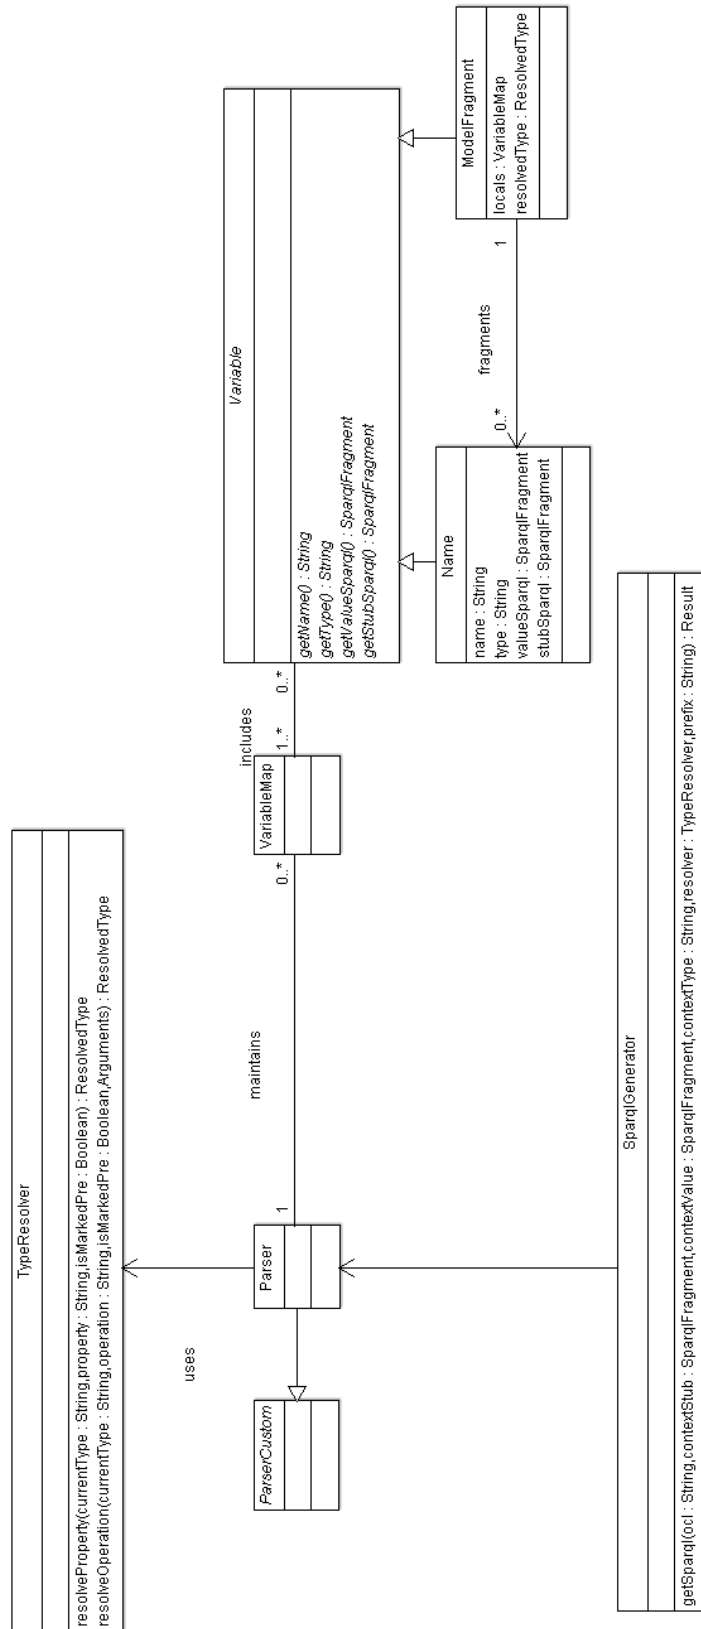 TypeResolver
resolveProperty(currentType : String,property : String,isMarkedPre : Boolean) : ResolvedType
resolveOperation(currentType : String,operation : String,isMarkedPre : Boolean,Arguments) : ResolvedType
uses
ParserCustom
Parser
1
maintains
0..*
VariableMap
includes
1..*
0..*
Variable
getName() : String
getType() : String
getValueSparql() : SparqlFragment
getStubSparql() : SparqlFragment
Name
name : String
type : String
valueSparql : SparqlFragment
stubSparql : SparqlFragment
0..*
fragments
1
ModelFragment
locals : VariableMap
resolvedType : ResolvedType
SparqlGenerator
getSparql(ocl : String,contextStub : SparqlFragment,contextValue : SparqlFragment,contextType : String,resolver : TypeResolver,prefix : String) : Result